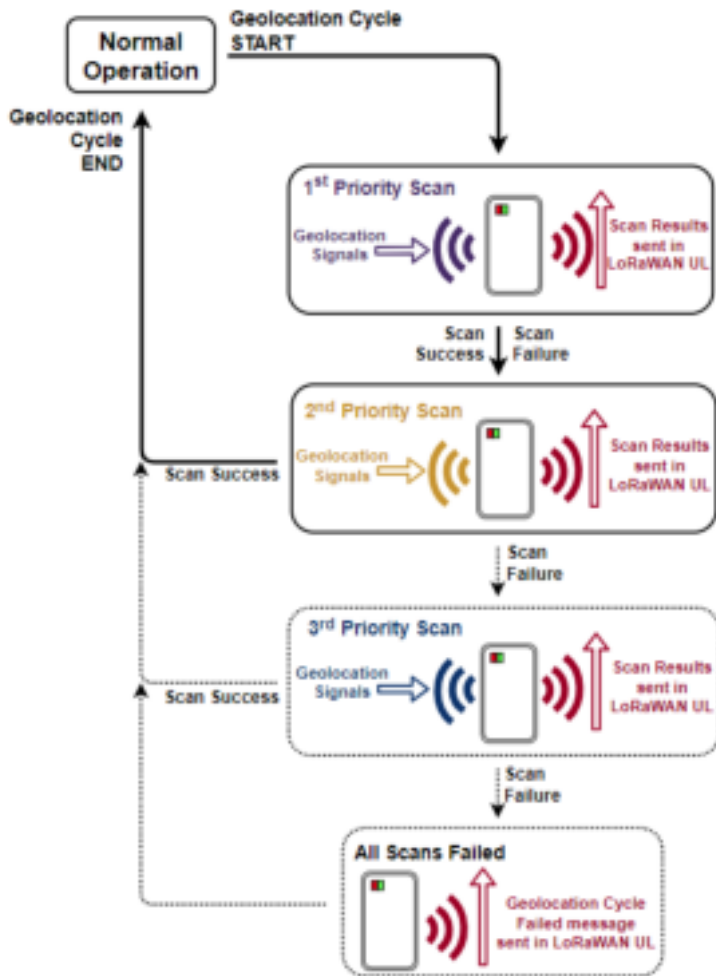 Normal
Operation
Geolocation Cycle
START
Geolocation
Cycle
END
1st Priority Scan
Geolocation
Signals
Scan Results
sent in
LoRaWAN UL
Scan
Success
Scan
Failure
2nd Priority Scan
Geolocation
Signals
Scan Results
sent in
LoRaWAN UL
Scan Success
Scan
Failure
3rd Priority Scan
Geolocation
Signals
Scan Results
sent in
LoRaWAN UL
Scan Success
Scan
Failure
All Scans Failed
Geolocation Cycle
Failed message
sent in LoRaWAN UL